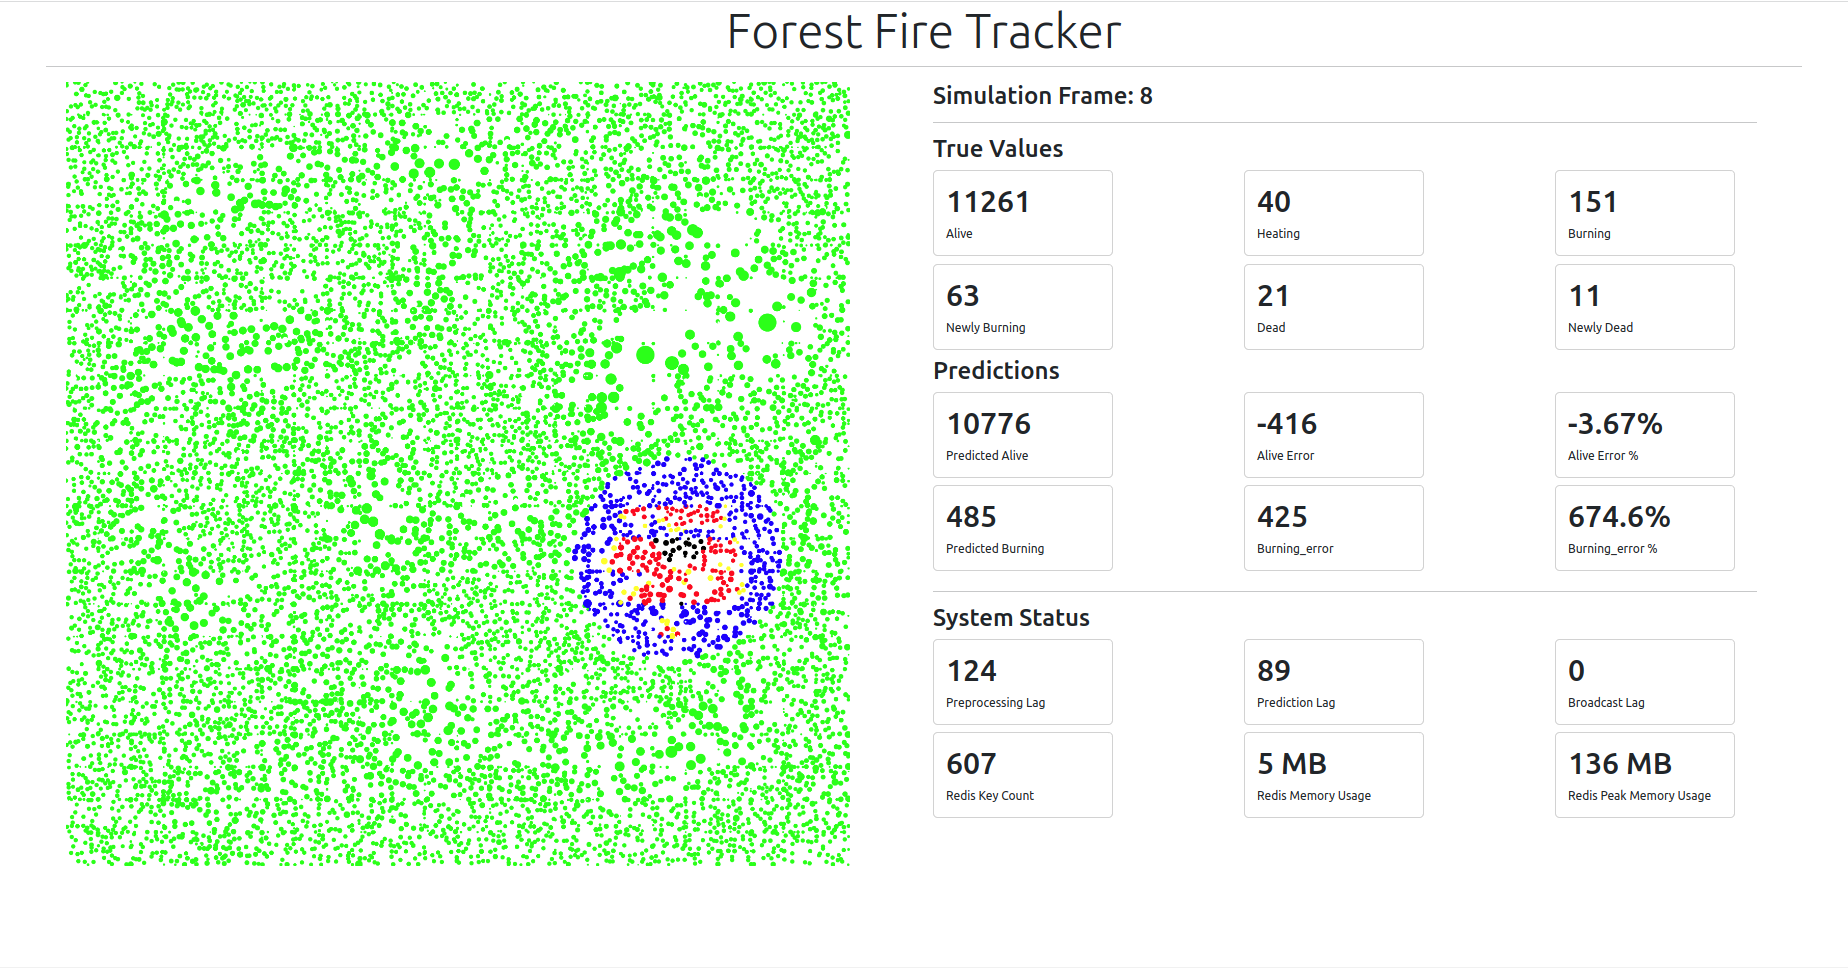 Forest Fire Tracker
Simulation Frame: 8
True Values
11261 40 151
Alive Heating Burning
63 21 11
Newly Burning Dead Newly Dead
Predictions
10776 -416 -3.67%
Predicted Alive Alive Error Alive Error %
485 425 674.6%
Predicted Burning Burning_error Burning_error %
System Status
124 89 0
Preprocessing Lag Prediction Lag Broadcast Lag
607 5 MB 136 MB
Redis Key Count Redis Memory Usage Redis Peak Memory Usage